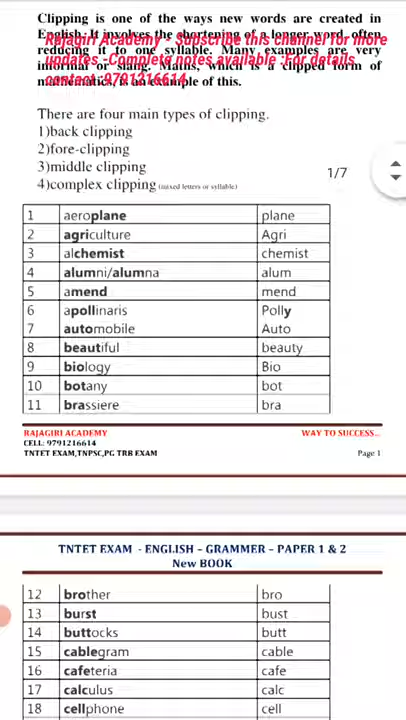 Clipping is one of the ways new words are created in
English. It involves the shortening of a longer word, often
Rajagiri Academy - Subscribe this channel for more
reducing it to one syllable. Many examples are very
updates -Complete notes available :For details
informal or slang. Maths, which is a clipped form of
contact :9791216614
mathematics, is an example of this.
There are four main types of clipping.
1)back clipping
2)fore-clipping
3)middle clipping
1/7
4)complex clipping (mixed letters or syllable)
1 aeroplane plane
2 agriculture Agri
3 alchemist chemist
4 alumni/alumna alum
5 amend mend
6 apollinaris Polly
7 automobile Auto
8 beautiful beauty
9 biology Bio
10 botany bot
11 brassiere bra
RAJAGIRI ACADEMY WAY TO SUCCESS...
CELL: 9791216614
TNTET EXAM,TNPSC,PG TRB EXAM Page 1
TNTET EXAM - ENGLISH – GRAMMER – PAPER 1 & 2
New BOOK
12 brother bro
13 burst bust
14 buttocks butt
15 cablegram cable
16 cafeteria cafe
17 calculus calc
18 cellphone cell